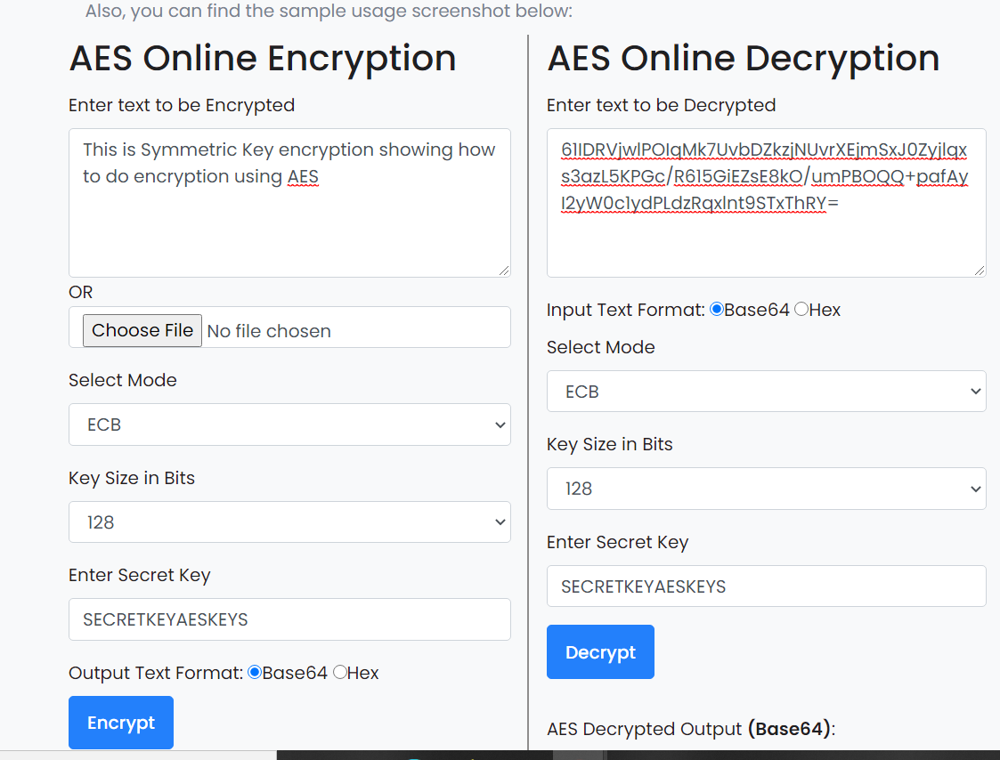 Also, you can find the sample usage screenshot below:
AES Online Encryption
Enter text to be Encrypted
This is Symmetric Key encryption showing how
to do encryption using AES
OR
Choose File No file chosen
Select Mode
ECB
Key Size in Bits
128
Enter Secret Key
SECRETKEYAESKEYS
Output Text Format: Base64 Hex
Encrypt
AES Online Decryption
Enter text to be Decrypted
61IDRVjwlPOIqMk7UvbDZkzjNUvrXEjmSxJ0Zyjlqx
s3azL5KPGc/R615GiEZsE8kO/umPBOQQ+pafAy
I2yW0c1ydPLdzRqxlnt9STxThRY=
Input Text Format: Base64 Hex
Select Mode
ECB
Key Size in Bits
128
Enter Secret Key
SECRETKEYAESKEYS
Decrypt
AES Decrypted Output (Base64):